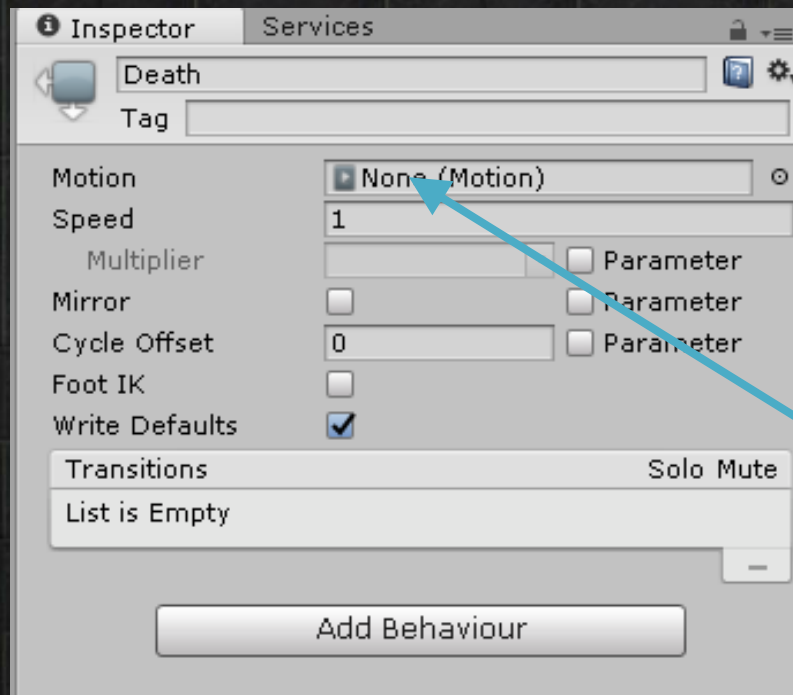 Inspector Services
Death
Tag
Motion None (Motion)
Speed 1
Multiplier Parameter
Mirror Parameter
Cycle Offset 0 Parameter
Foot IK
Write Defaults
Transitions Solo Mute
List is Empty
Add Behaviour